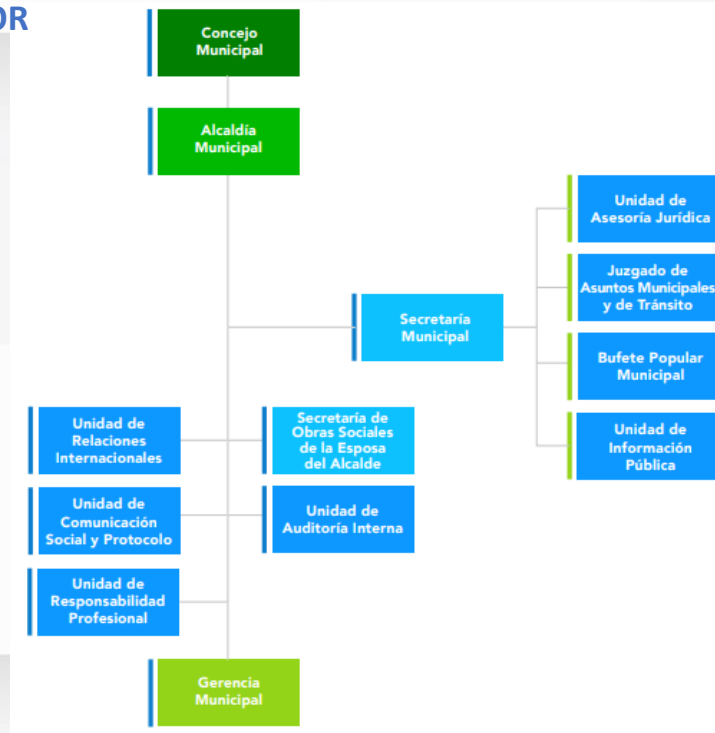 Concejo
Municipal
Alcaldía
Municipal
Unidad de
Asesoría Jurídica
Juzgado de
Asuntos Municipales
y de Tránsito
Secretaría
Municipal
Bufete Popular
Municipal
Unidad de
Información
Pública
Unidad de
Relaciones
Internacionales
Secretaría de
Obras Sociales
de la Esposa
del Alcalde
Unidad de
Comunicación
Social y Protocolo
Unidad de
Auditoría Interna
Unidad de
Responsabilidad
Profesional
Gerencia
Municipal